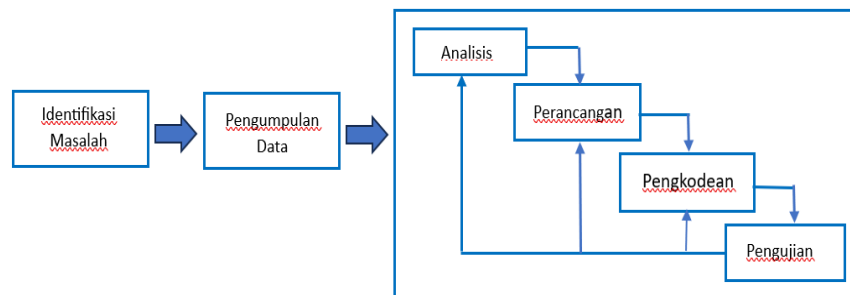 Identifikasi
Masalah
Pengumpulan
Data
Analisis
Perancangan
Pengkodean
Pengujian